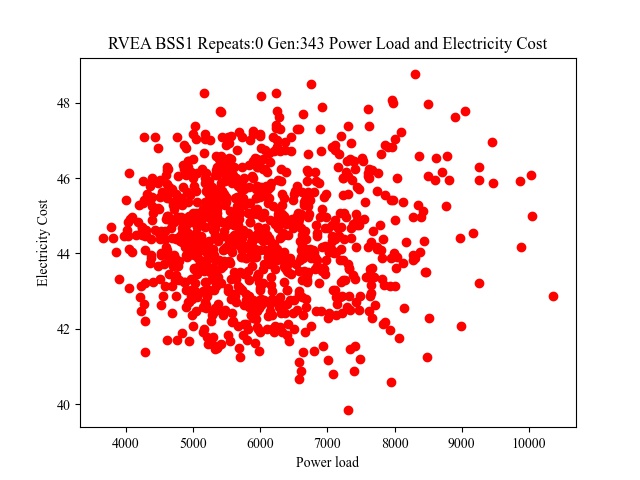 RVEA BSS1 Repeats:0 Gen:343 Power Load and Electricity Cost
48
46
44
42
40
Electricity Cost
4000 5000 6000 7000 8000 9000 10000
Power load